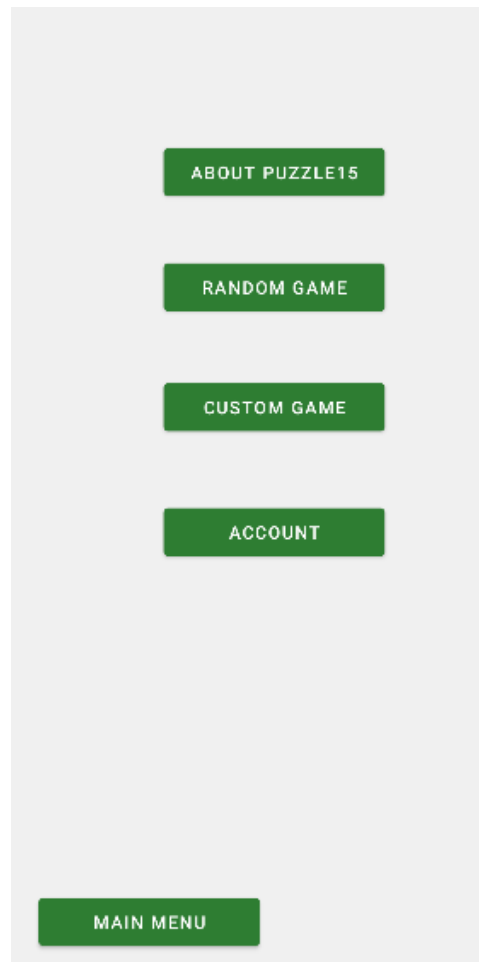 ABOUT PUZZLE15
RANDOM GAME
CUSTOM GAME
ACCOUNT
MAIN MENU